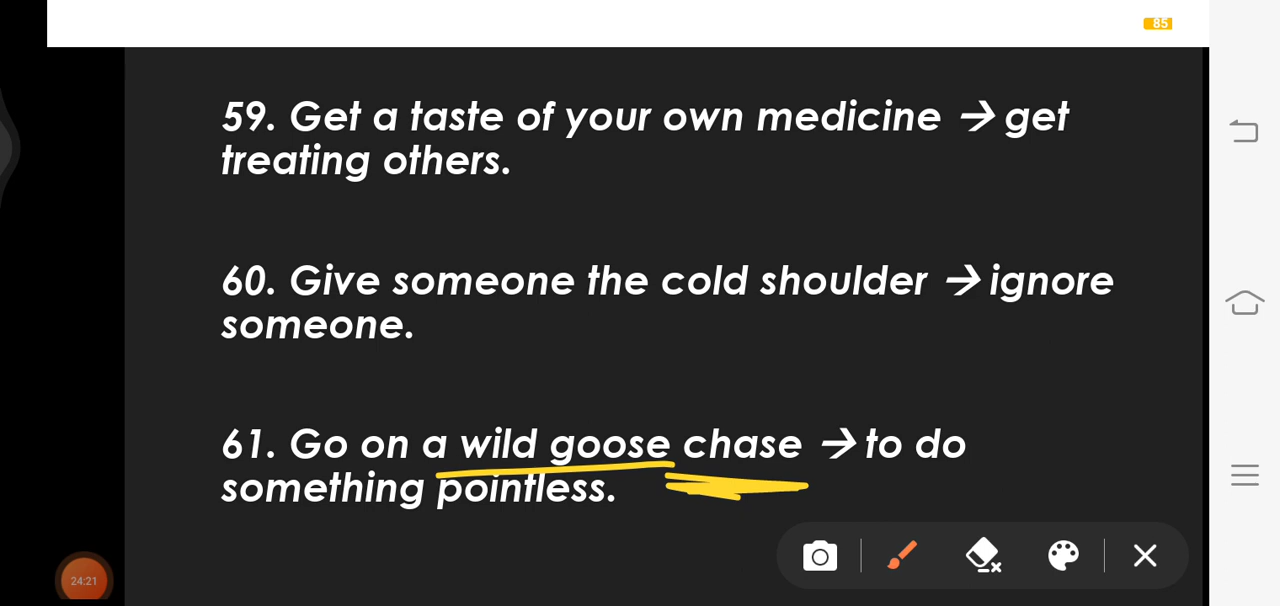 85
59. Get a taste of your own medicine → get
treating others.
60. Give someone the cold shoulder → ignore
someone.
61. Go on a wild goose chase → to do
something pointless.
24:21